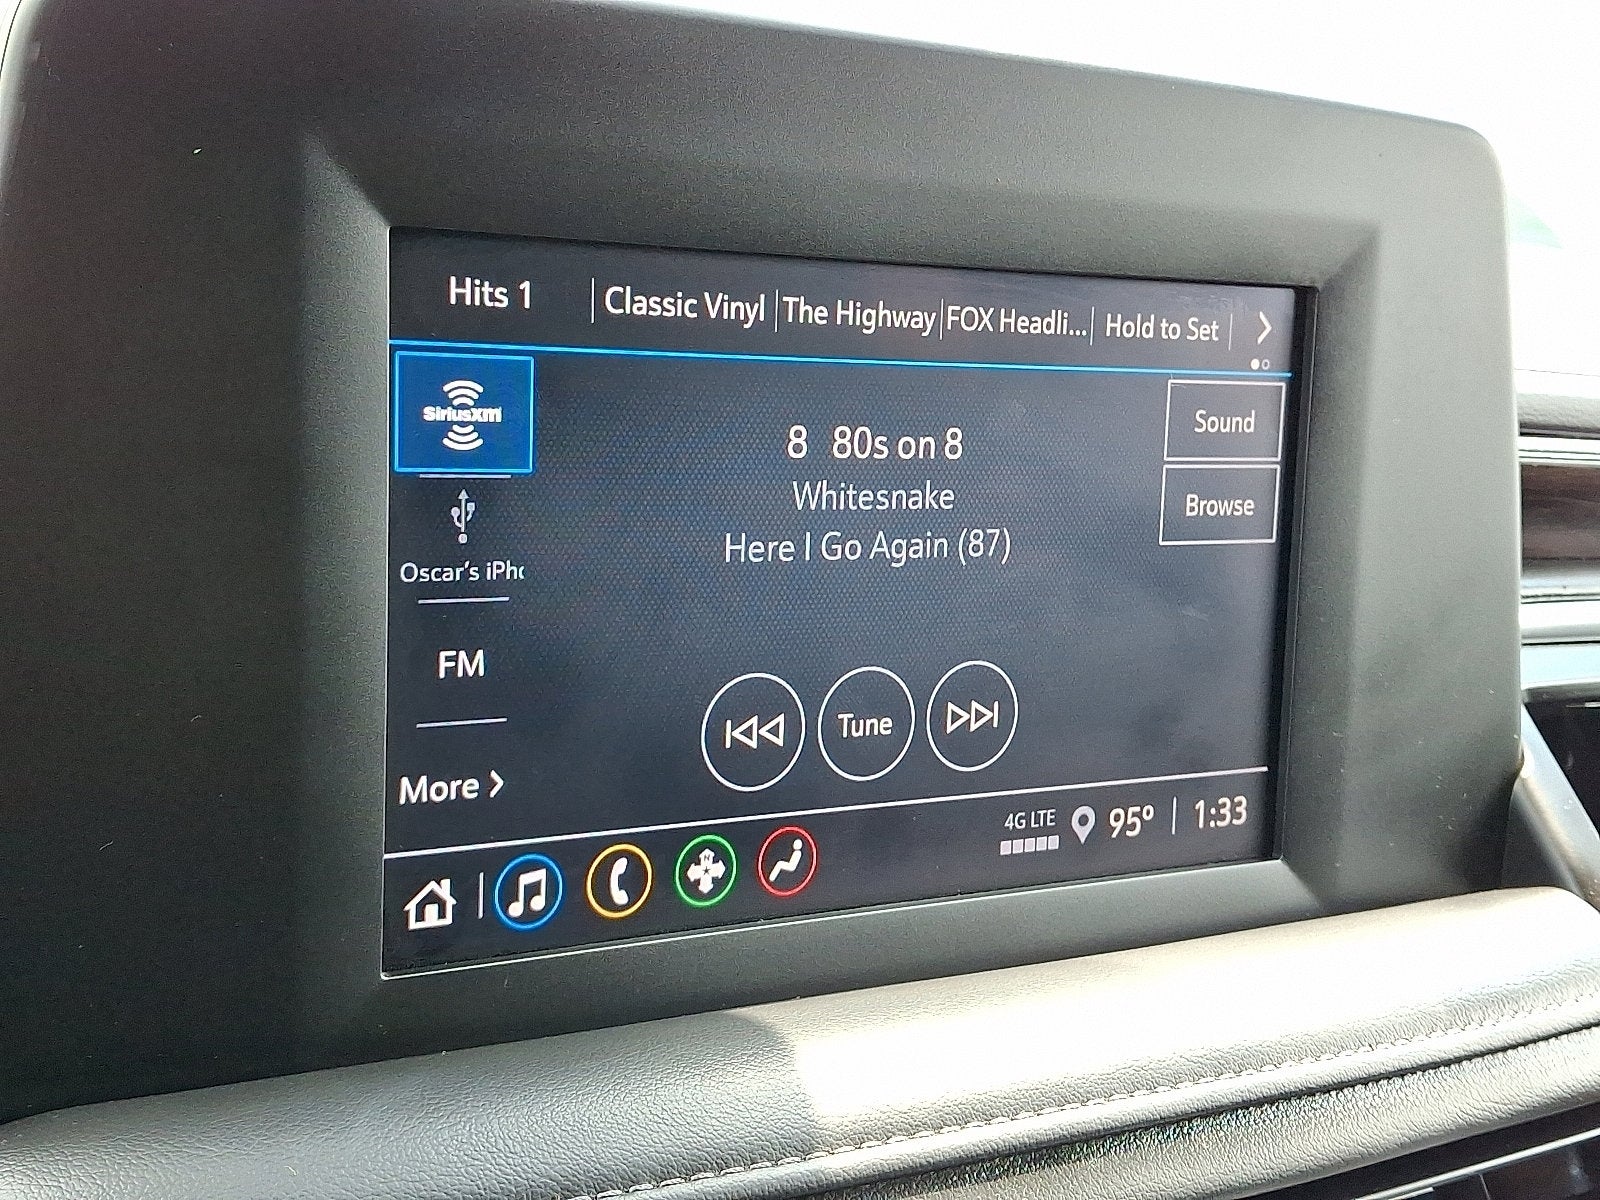 Hits 1
Classic Vinyl
The Highway
FOX Headli...
Hold to Set
SiriusXM
Sound
8 80s on 8
Whitesnake
Browse
Here I Go Again (87)
Oscar's iPho
FM
Tune
More
4G LTE
95°
1:33